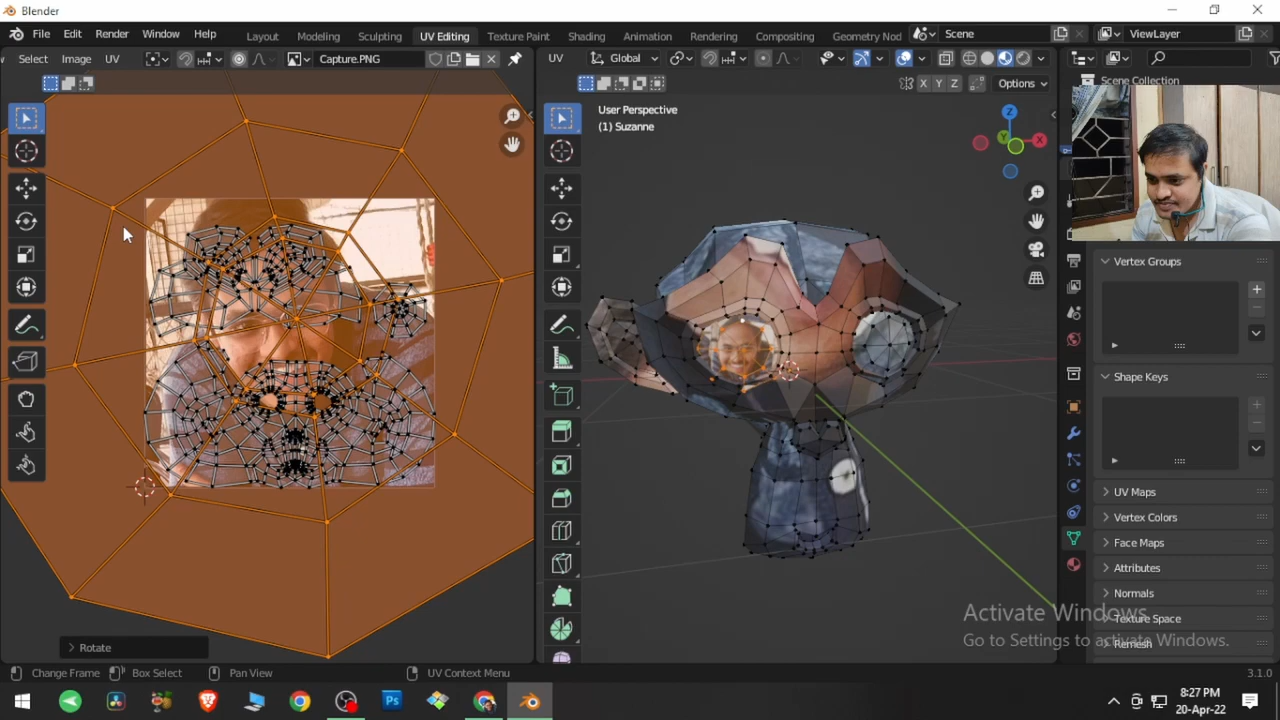 Blender
File Edit Render Window Help Layout Modeling Sculpting UV Editing Texture Paint Shading Animation Rendering Compositing Geometry Nod Scene ViewLayer
Select Image UV Capture.PNG UV Global
X Y Z Options
Scene Collection
User Perspective
(1) Suzanne
Z
X
Y
Vertex Groups
Shape Keys
UV Maps
Vertex Colors
Face Maps
Attributes
Normals
Texture Space
Remesh
Activate Windows
Go to Settings to activate Windows.
Rotate
Change Frame Box Select Pan View UV Context Menu 3.1.0
Ps
8:27 PM
20-Apr-22